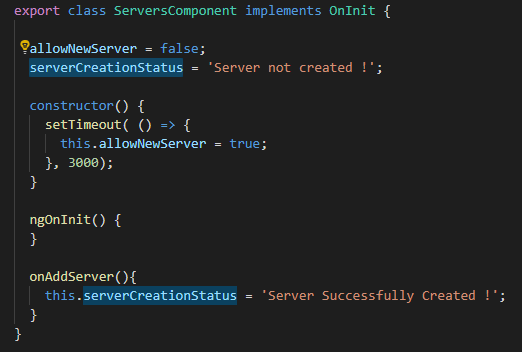 export class ServersComponent implements OnInit {
allowNewServer = false;
serverCreationStatus = 'Server not created !';
constructor() {
setTimeout( () => {
this.allowNewServer = true;
}, 3000);
}
ngOnInit() {
}
onAddServer(){
this.serverCreationStatus = 'Server Successfully Created !';
}
}